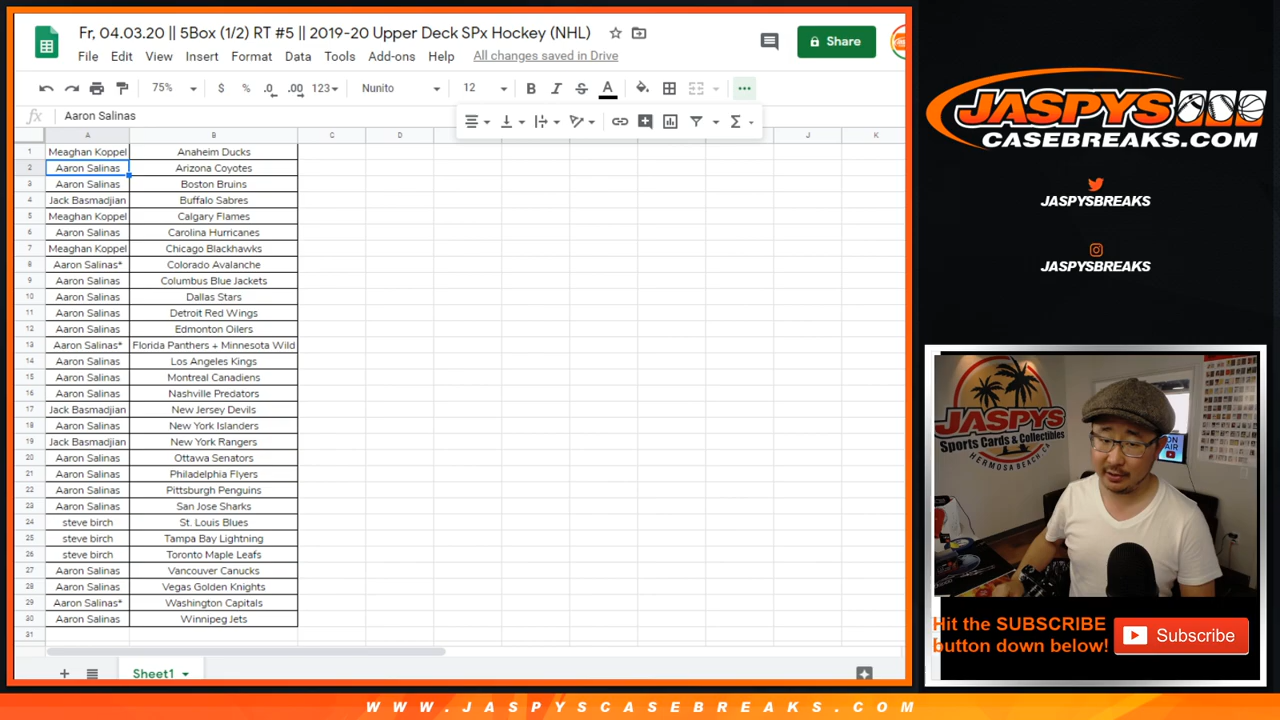 Fr, 04.03.20 || 5Box (1/2) RT #5 || 2019-20 Upper Deck SPx Hockey (NHL)
File Edit View Insert Format Data Tools Add-ons Help All changes saved in Drive
Share
75% $ % .0 .00 123 Nunito 12 B I S A
fx Aaron Salinas
A B C D J K
1 Meaghan Koppel Anaheim Ducks
2 Aaron Salinas Arizona Coyotes
3 Aaron Salinas Boston Bruins
4 Jack Basmadjian Buffalo Sabres
5 Meaghan Koppel Calgary Flames
6 Aaron Salinas Carolina Hurricanes
7 Meaghan Koppel Chicago Blackhawks
8 Aaron Salinas* Colorado Avalanche
9 Aaron Salinas Columbus Blue Jackets
10 Aaron Salinas Dallas Stars
11 Aaron Salinas Detroit Red Wings
12 Aaron Salinas Edmonton Oilers
13 Aaron Salinas* Florida Panthers + Minnesota Wild
14 Aaron Salinas Los Angeles Kings
15 Aaron Salinas Montreal Canadiens
16 Aaron Salinas Nashville Predators
17 Jack Basmadjian New Jersey Devils
18 Aaron Salinas New York Islanders
19 Jack Basmadjian New York Rangers
20 Aaron Salinas Ottawa Senators
21 Aaron Salinas Philadelphia Flyers
22 Aaron Salinas Pittsburgh Penguins
23 Aaron Salinas San Jose Sharks
24 steve birch St. Louis Blues
25 steve birch Tampa Bay Lightning
26 steve birch Toronto Maple Leafs
27 Aaron Salinas Vancouver Canucks
28 Aaron Salinas Vegas Golden Knights
29 Aaron Salinas* Washington Capitals
30 Aaron Salinas Winnipeg Jets
31
Sheet1
JASPYS
CASEBREAKS.COM
JASPYSBREAKS
JASPYSBREAKS
JASPYS
Sports Cards & Collectibles
HERMOSA BEACH, CA
ON
AIR
Hit the SUBSCRIBE
button down below!
Subscribe
WWW.JASPYSCASEBREAKS.COM